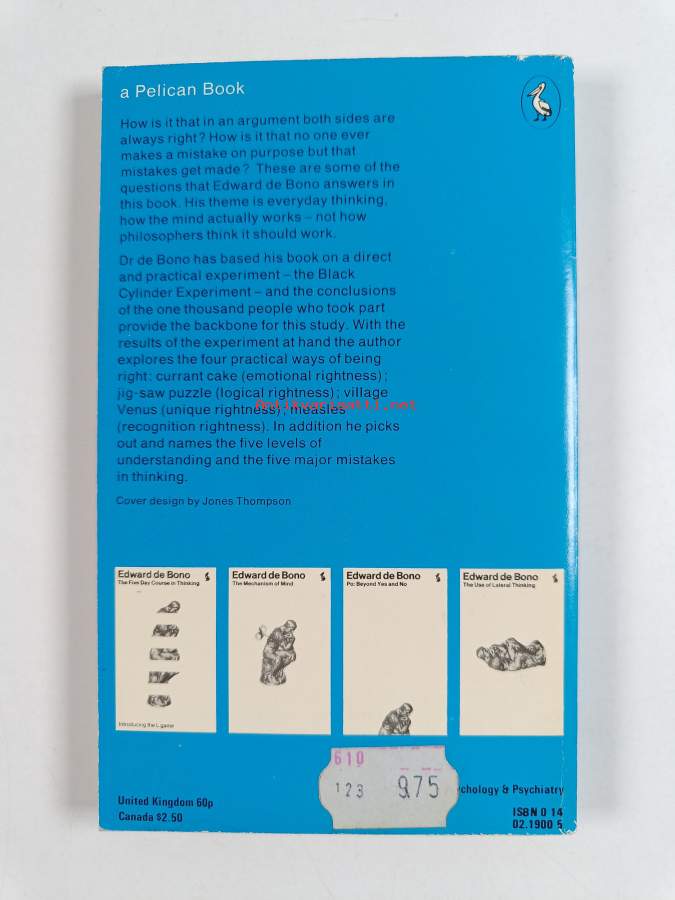 a Pelican Book
How is it that in an argument both sides are
always right? How is it that no one ever
makes a mistake on purpose but that
mistakes get made? These are some of the
questions that Edward de Bono answers in
this book. His theme is everyday thinking,
how the mind actually works – not how
philosophers think it should work.
Dr de Bono has based his book on a direct
and practical experiment – the Black
Cylinder Experiment – and the conclusions
of the one thousand people who took part
provide the backbone for this study. With the
results of the experiment at hand the author
explores the four practical ways of being
right: currant cake (emotional rightness);
jig-saw puzzle (logical rightness); village
Antikvariaatti.net
Venus (unique rightness); measles
(recognition rightness). In addition he picks
out and names the five levels of
understanding and the five major mistakes
in thinking.
Cover design by Jones Thompson
Edward de Bono
The Five Day Course in Thinking
Introducing the L game
Edward de Bono
The Mechanism of Mind
Edward de Bono
Po: Beyond Yes and No
Edward de Bono
The Use of Lateral Thinking
610
123 975
chology & Psychiatry
United Kingdom 60p
Canada $2.50
ISBN 0 14
02.1900 5